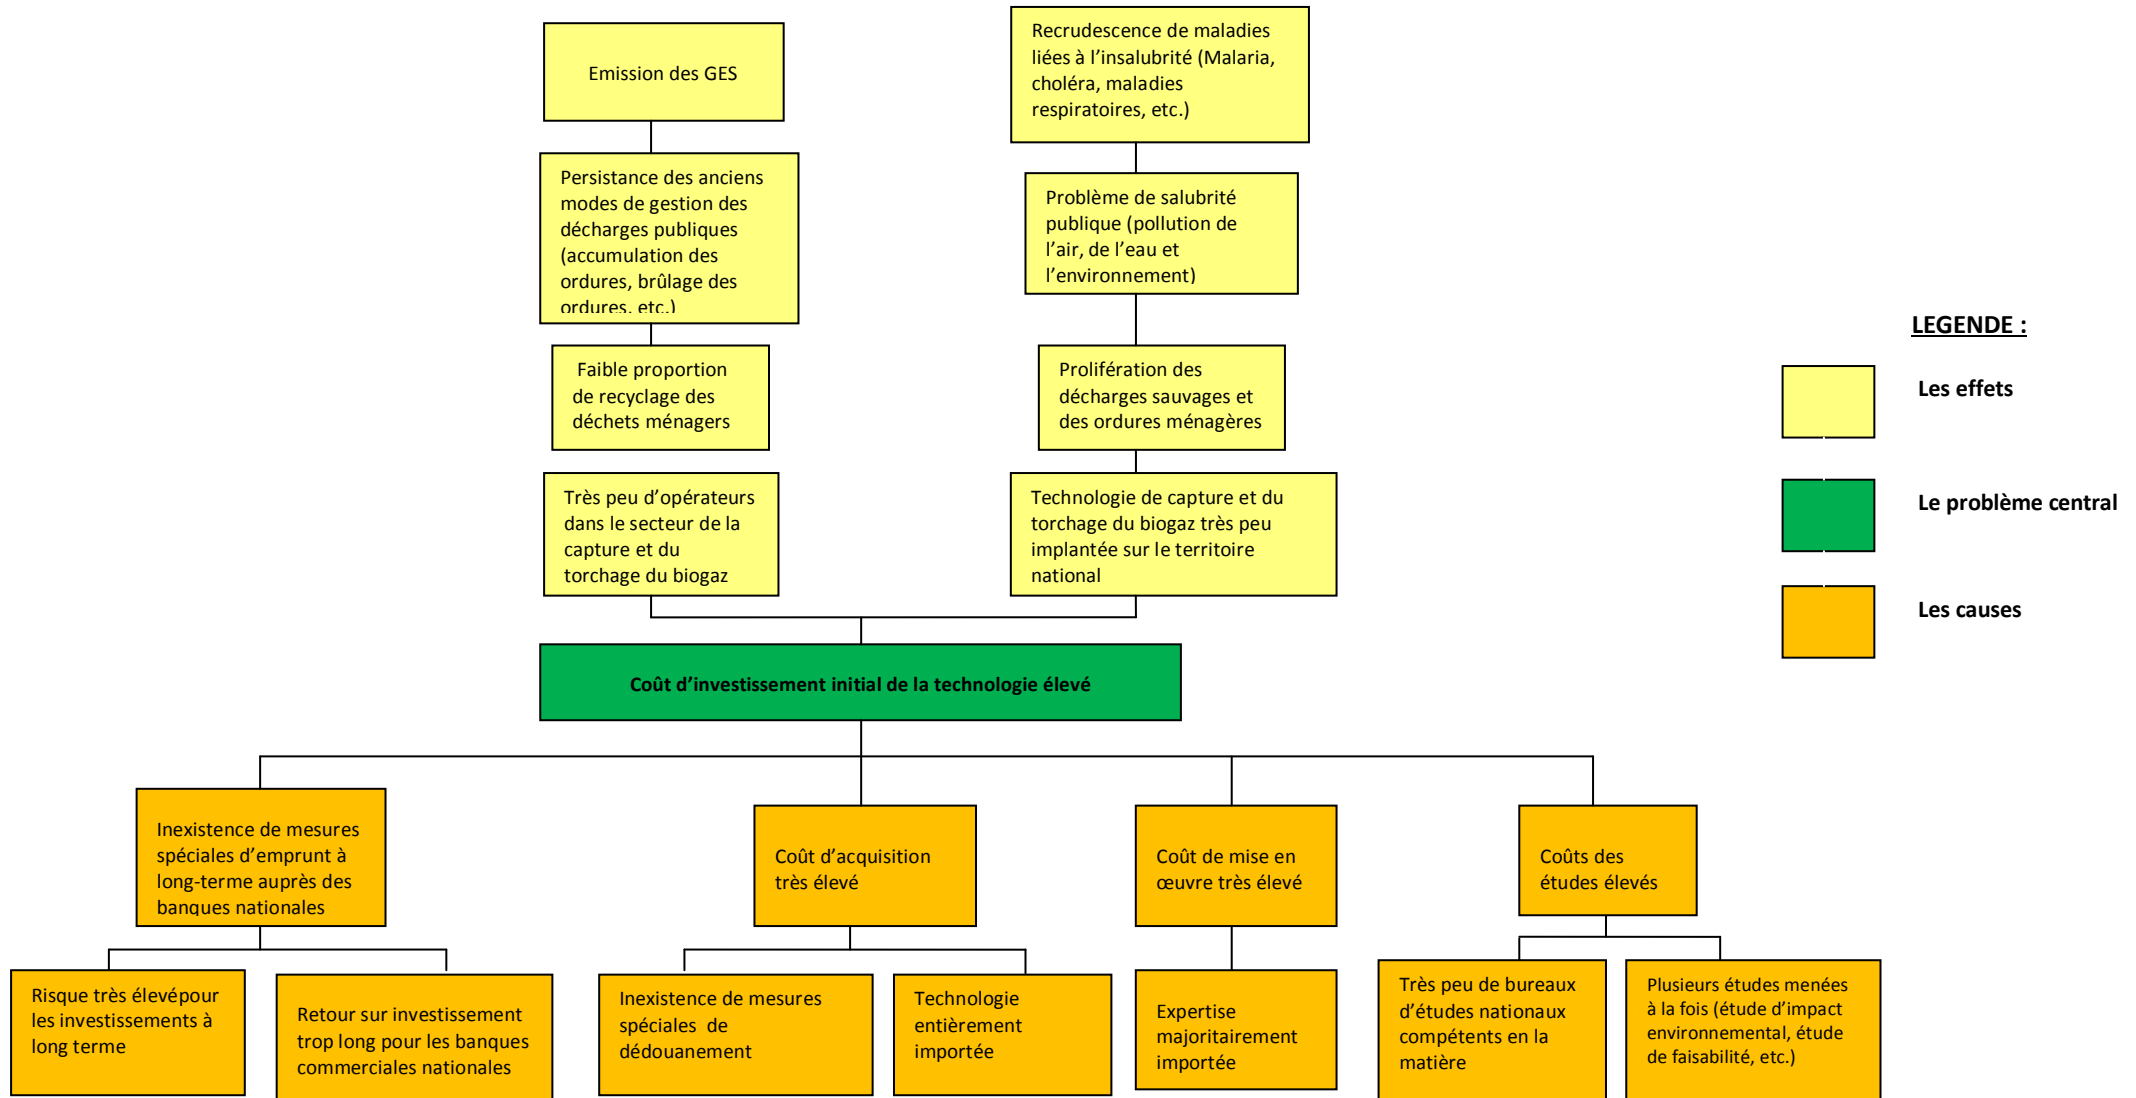 Emission des GES
Recrudescence de maladies
liées à l’insalubrité (Malaria,
choléra, maladies
respiratoires, etc.)
Persistance des anciens
modes de gestion des
décharges publiques
(accumulation des
ordures, brûlage des
ordures, etc.)
Problème de salubrité
publique (pollution de
l’air, de l’eau et
l’environnement)
Faible proportion
de recyclage des
déchets ménagers
Prolifération des
décharges sauvages et
des ordures ménagères
Très peu d’opérateurs
dans le secteur de la
capture et du
torchage du biogaz
Technologie de capture et du
torchage du biogaz très peu
implantée sur le territoire
national
LEGENDE :
Les effets
Le problème central
Les causes
Coût d’investissement initial de la technologie élevé
Inexistence de mesures
spéciales d’emprunt à
long-terme auprès des
banques nationales
Coût d’acquisition
très élevé
Coût de mise en
œuvre très élevé
Coûts des
études élevés
Risque très élevépour
les investissements à
long terme
Retour sur investissement
trop long pour les banques
commerciales nationales
Inexistence de mesures
spéciales de
dédouanement
Technologie
entièrement
importée
Expertise
majoritairement
importée
Très peu de bureaux
d’études nationaux
compétents en la
matière
Plusieurs études menées
à la fois (étude d’impact
environnemental, étude
de faisabilité, etc.)